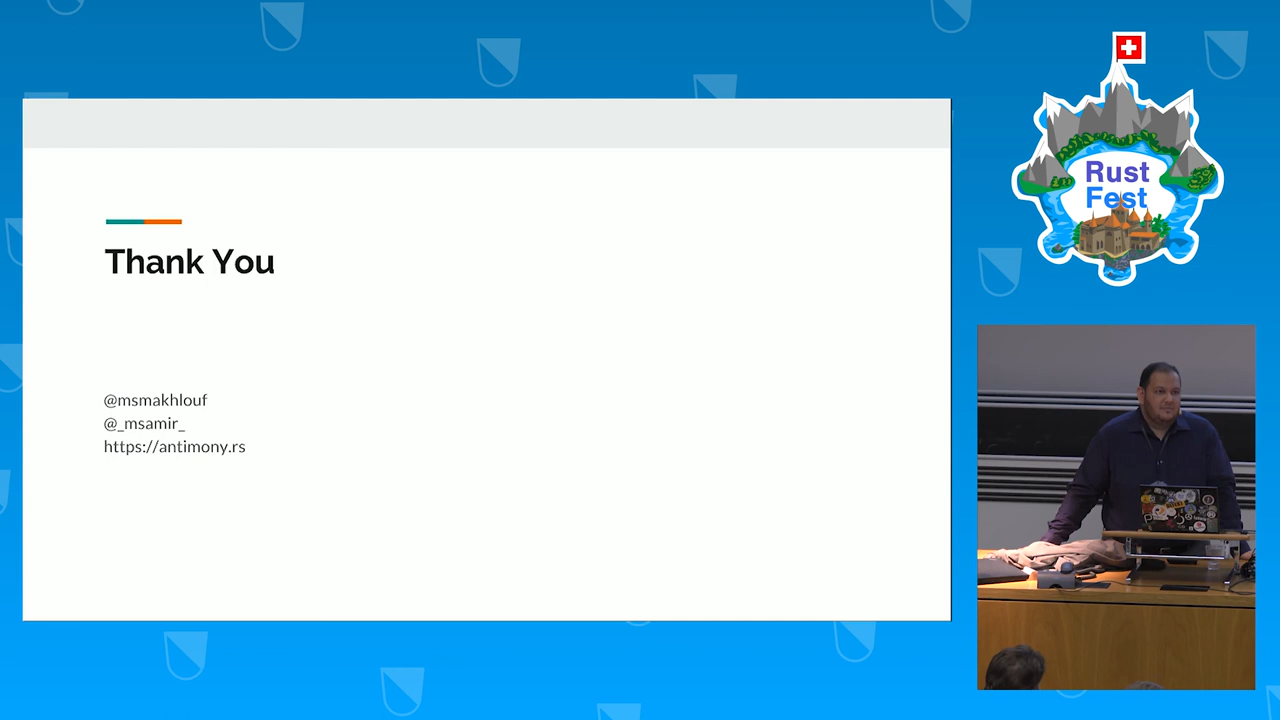 Thank You
@msmakhlouf
@_msamir_
https://antimony.rs
Rust
Fest